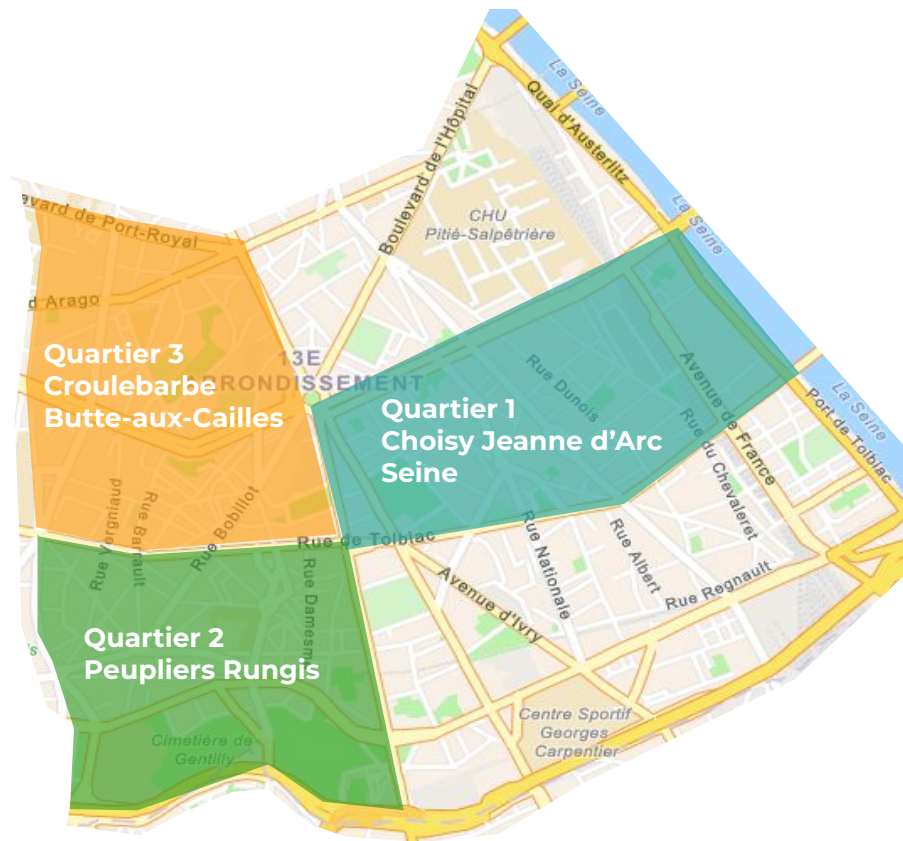 La Seine
Quai d'Austerlitz
Boulevard de l'Hôpital
CHU
Pitié-Salpêtrière
La Seine
evard de Port-Royal
d Arago
Quartier 3
Croulebarbe
Butte-aux-Cailles
13E
RRONDISSEMENT
Rue Dunois
Avenue de France
Quartier 1
Choisy Jeanne d'Arc
Seine
La Seine
Port de Tolbiac
Rue du Chevaleret
Rue Vergniaud
Rue Barrault
Rue Bobillot
Rue de Tolbiac
Rue Damesm
Avenue d'Ivry
Rue Nationale
Rue Albert
Rue Regnault
Quartier 2
Peupliers Rungis
Cimetière de
Gentilly
Centre Sportif
Georges
Carpentier